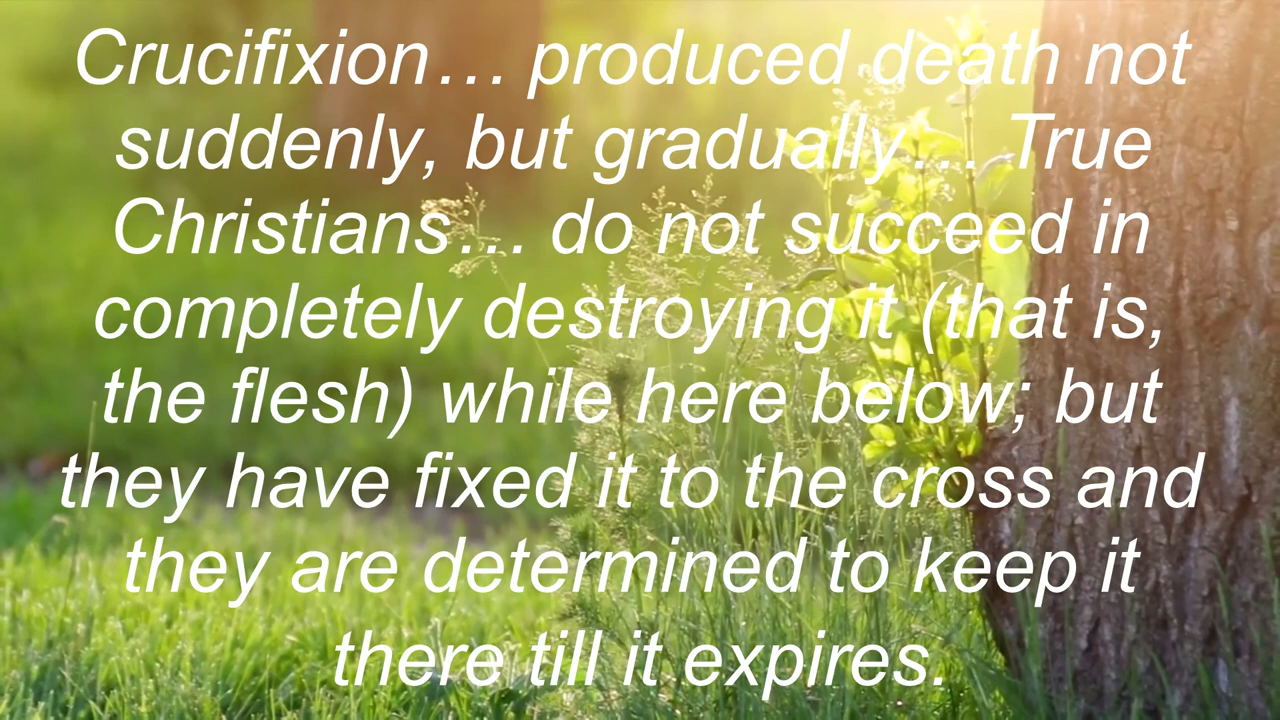 Crucifixion… produced death not
suddenly, but gradually… True
Christians… do not succeed in
completely destroying it (that is,
the flesh) while here below; but
they have fixed it to the cross and
they are determined to keep it
there till it expires.